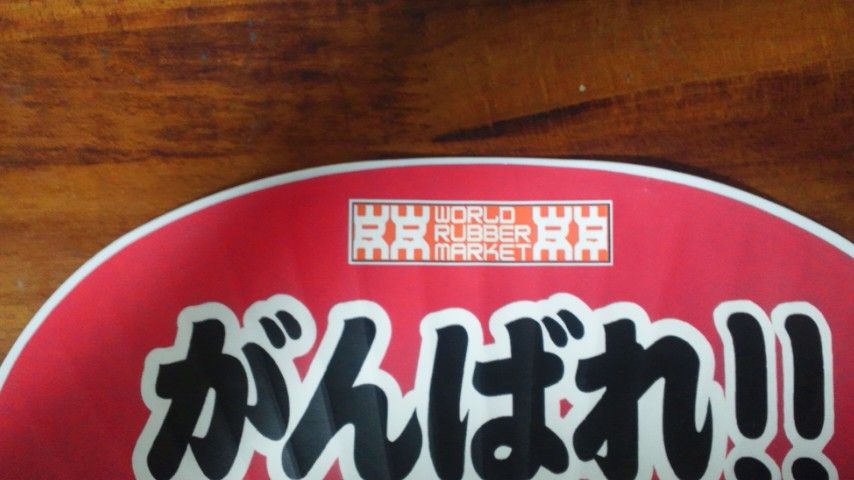 WORLD
RUBBER
MARKET
がんばれ!!